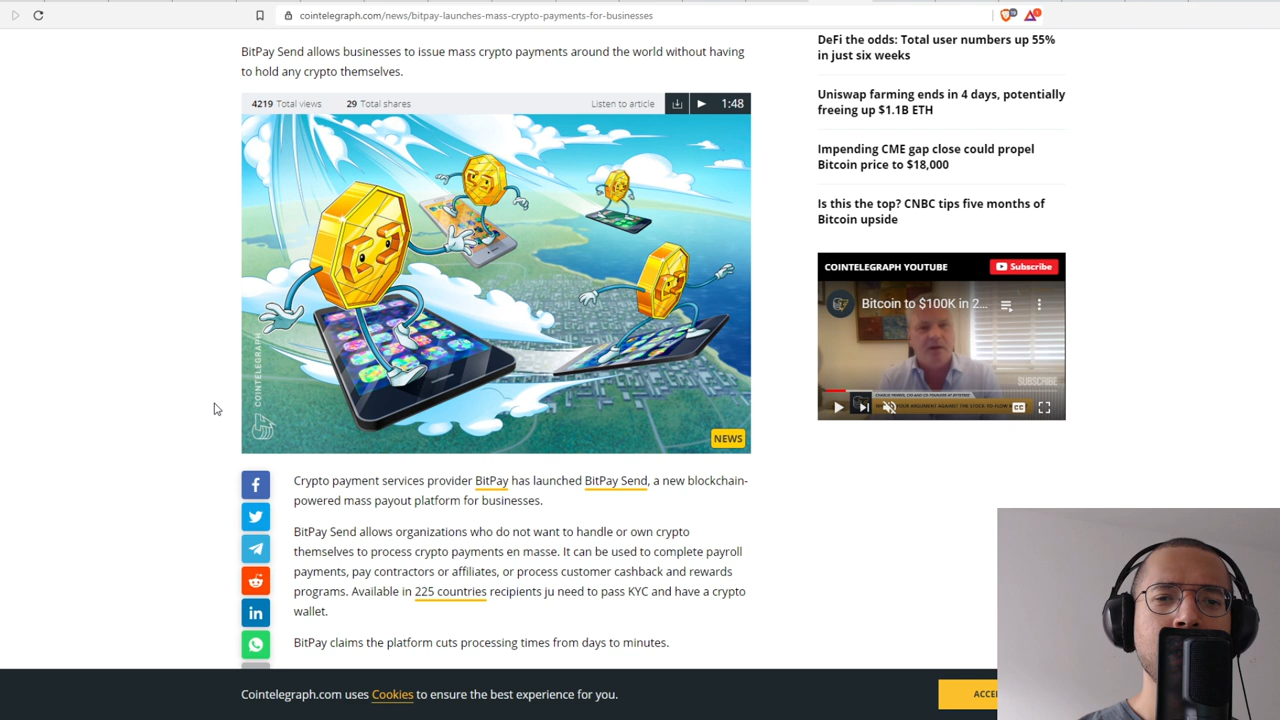 cointelegraph.com/news/bitpay-launches-mass-crypto-payments-for-businesses
BitPay Send allows businesses to issue mass crypto payments around the world without having
to hold any crypto themselves.
4219 Total views 29 Total shares Listen to article 1:48
COINTELEGRAPH
NEWS
Crypto payment services provider BitPay has launched BitPay Send, a new blockchain-
powered mass payout platform for businesses.
BitPay Send allows organizations who do not want to handle or own crypto
themselves to process crypto payments en masse. It can be used to complete payroll
payments, pay contractors or affiliates, or process customer cashback and rewards
programs. Available in 225 countries recipients ju need to pass KYC and have a crypto
wallet.
BitPay claims the platform cuts processing times from days to minutes.
DeFi the odds: Total user numbers up 55%
in just six weeks
Uniswap farming ends in 4 days, potentially
freeing up $1.1B ETH
Impending CME gap close could propel
Bitcoin price to $18,000
Is this the top? CNBC tips five months of
Bitcoin upside
COINTELEGRAPH YOUTUBE Subscribe
Bitcoin to $100K in 2...
SUBSCRIBE
CC
Cointelegraph.com uses Cookies to ensure the best experience for you.
ACCE